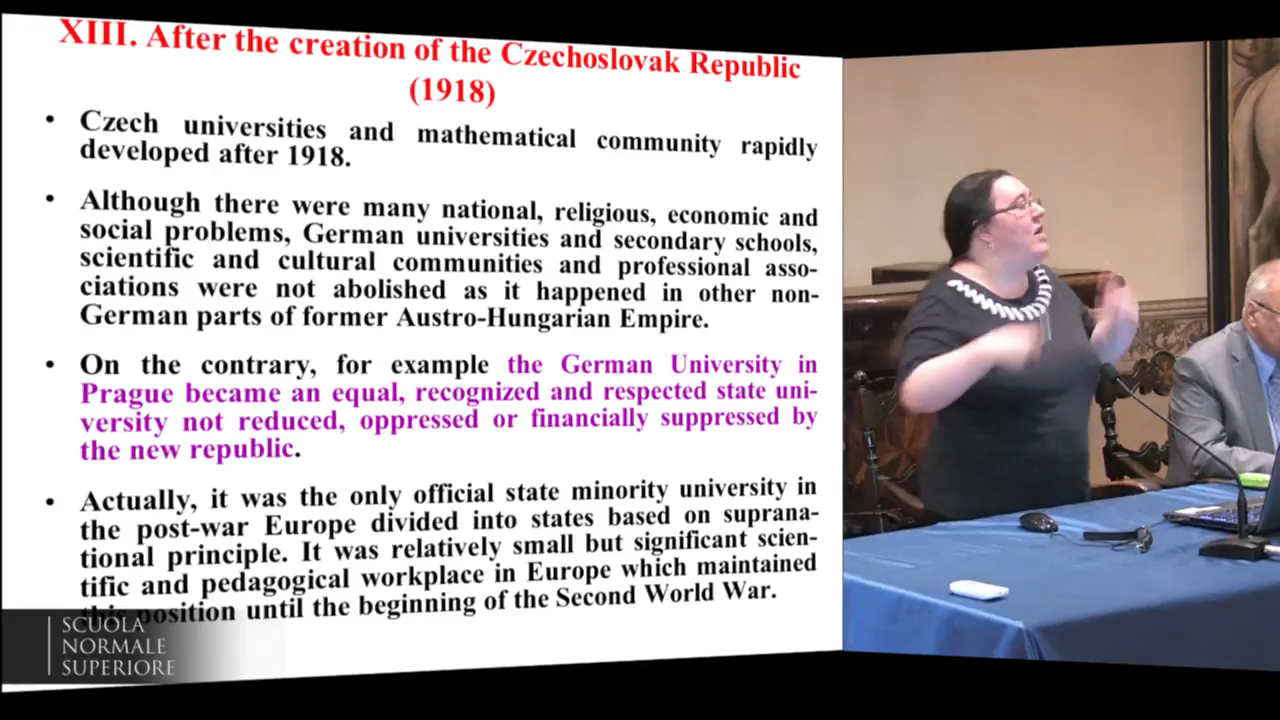 XIII. After the creation of the Czechoslovak Republic
(1918)
• Czech universities and mathematical community rapidly
developed after 1918.
• Although there were many national, religious, economic and
social problems, German universities and secondary schools,
scientific and cultural communities and professional asso-
ciations were not abolished as it happened in other non-
German parts of former Austro-Hungarian Empire.
• On the contrary, for example the German University in
Prague became an equal, recognized and respected state uni-
versity not reduced, oppressed or financially suppressed by
the new republic.
• Actually, it was the only official state minority university in
the post-war Europe divided into states based on suprana-
tional principle. It was relatively small but significant scien-
tific and pedagogical workplace in Europe which maintained
this position until the beginning of the Second World War.
SCUOLA
NORMALE
SUPERIORE